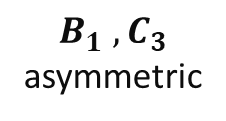 B₁ , C₃
asymmetric